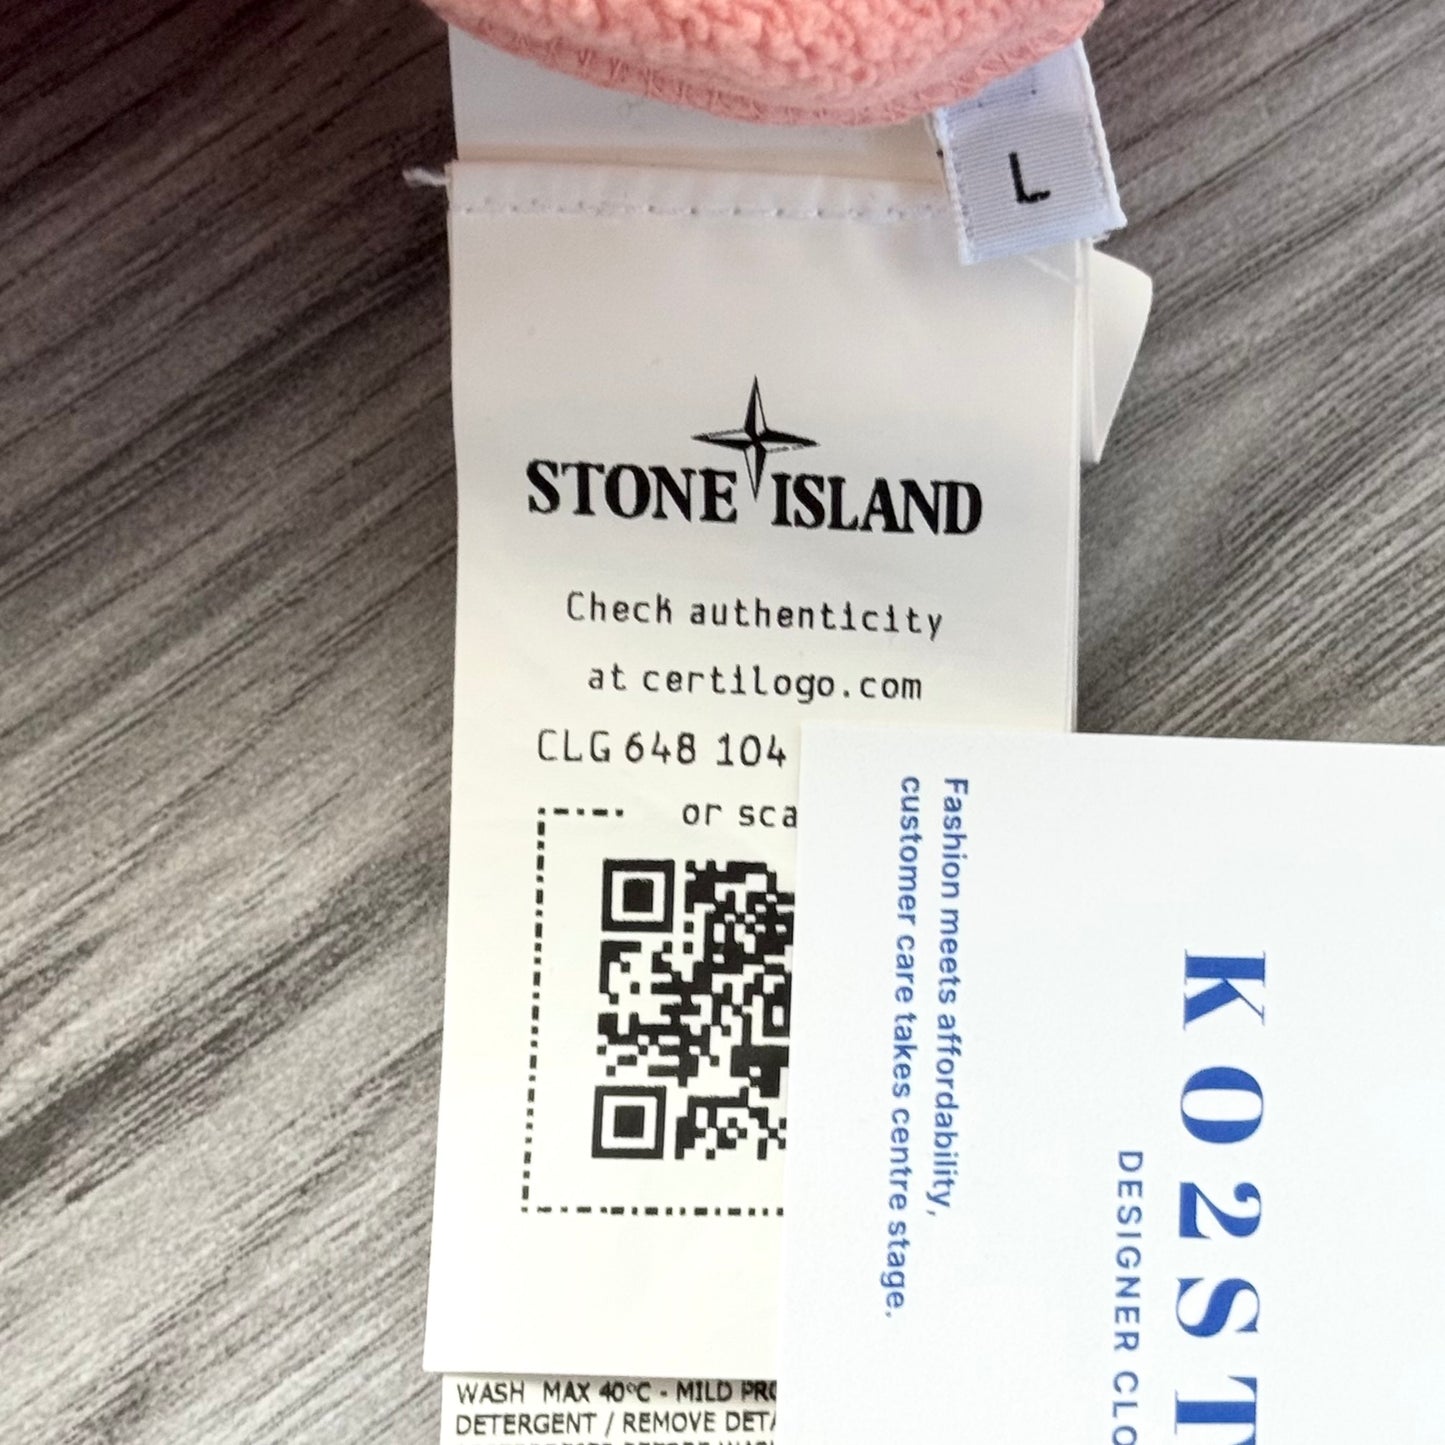 L
STONE ISLAND
Check authenticity
at certilogo.com
CLG 648 104
or sca
WASH MAX 40°C - MILD PRO
DETERGENT / REMOVE DETA
Fashion meets affordability,
customer care takes centre stage.
KO2ST
DESIGNER CLO